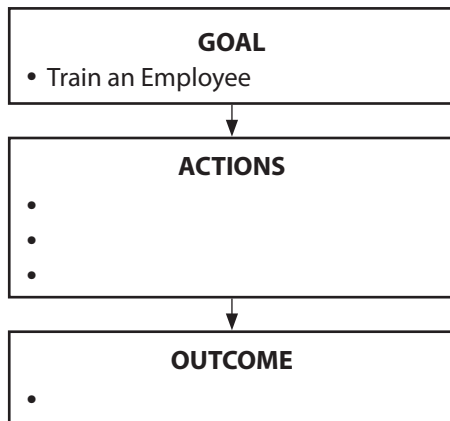 GOAL
• Train an Employee
ACTIONS
•
•
•
OUTCOME
•